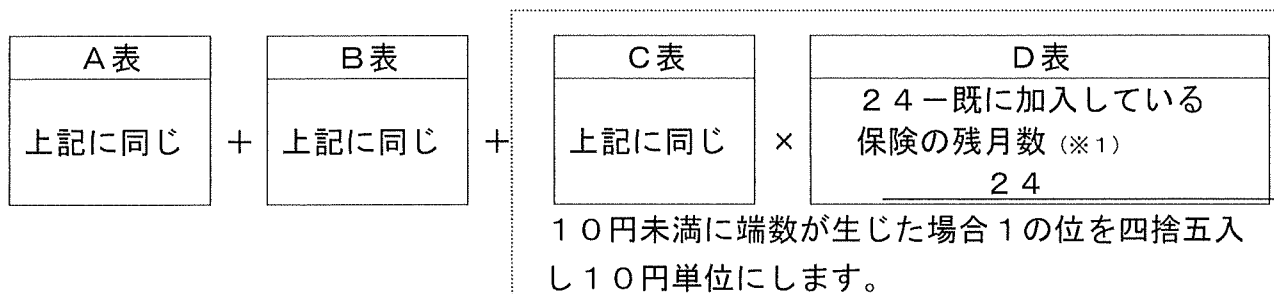 A表 B表 C表 D表
上記に同じ + 上記に同じ + 上記に同じ × 24-既に加入している
保険の残月数(※1)
24
10円未満に端数が生じた場合1の位を四捨五入
し10円単位にします。